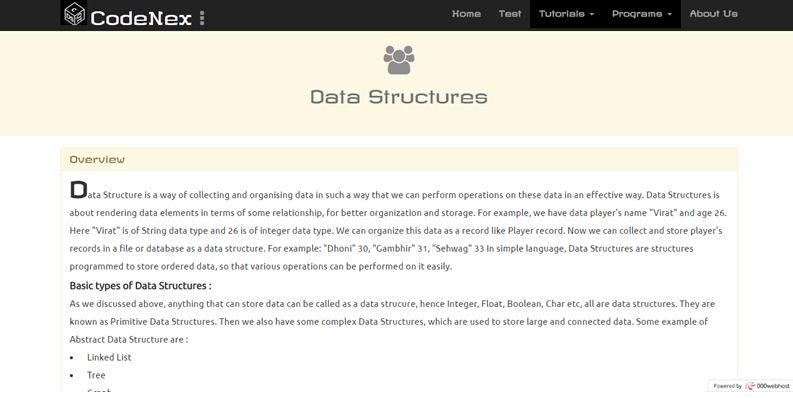 CodeNex
Home Test Tutorials Programs About Us
Data Structures
Overview
Data Structure is a way of collecting and organising data in such a way that we can perform operations on these data in an effective way. Data Structures is
about rendering data elements in terms of some relationship, for better organization and storage. For example, we have data player's name "Virat" and age 26.
Here "Virat" is of String data type and 26 is of integer data type. We can organize this data as a record like Player record. Now we can collect and store player's
records in a file or database as a data structure. For example: "Dhoni" 30, "Gambhir" 31, "Sehwag" 33 In simple language, Data Structures are structures
programmed to store ordered data, so that various operations can be performed on it easily.
Basic types of Data Structures :
As we discussed above, anything that can store data can be called as a data strucure, hence Integer, Float, Boolean, Char etc, all are data structures. They are
known as Primitive Data Structures. Then we also have some complex Data Structures, which are used to store large and connected data. Some example of
Abstract Data Structure are :
• Linked List
• Tree
Powered by 000webhost